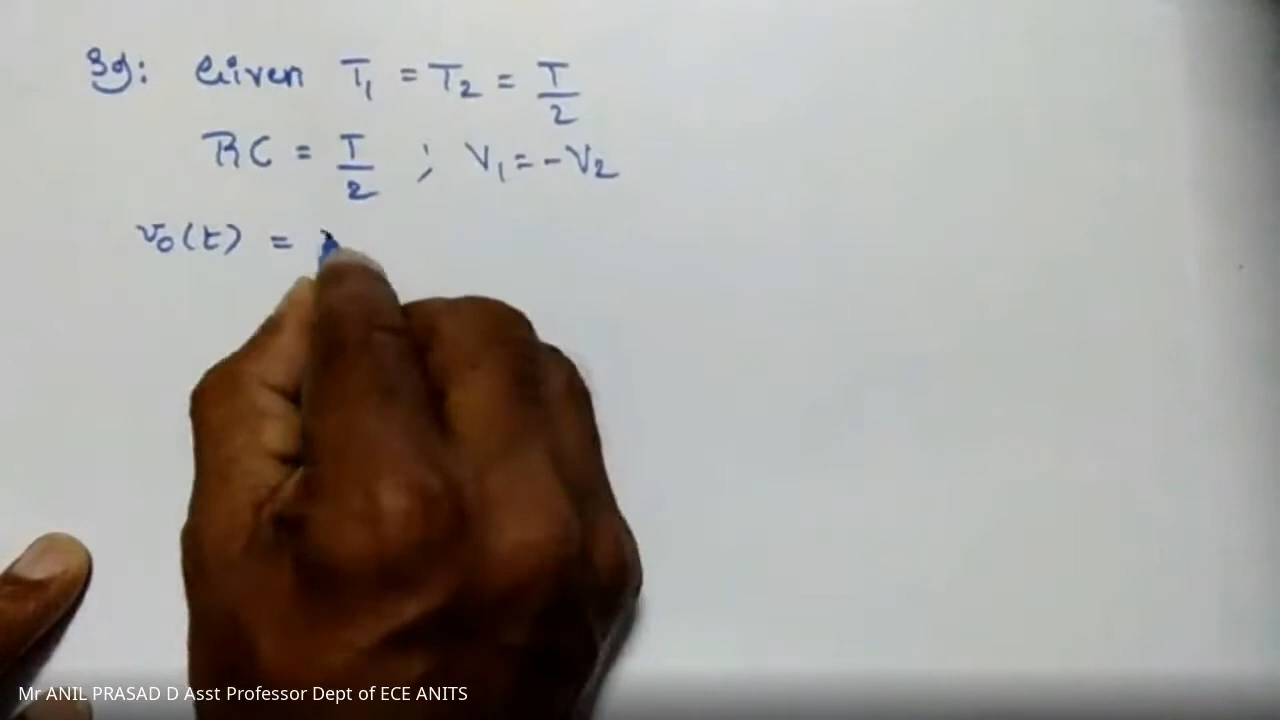 Sol: Given T₁ = T₂ = T/2
RC = T/2 ; V₁ = -V₂
v₀(t) =
Mr ANIL PRASAD D Asst Professor Dept of ECE ANITS